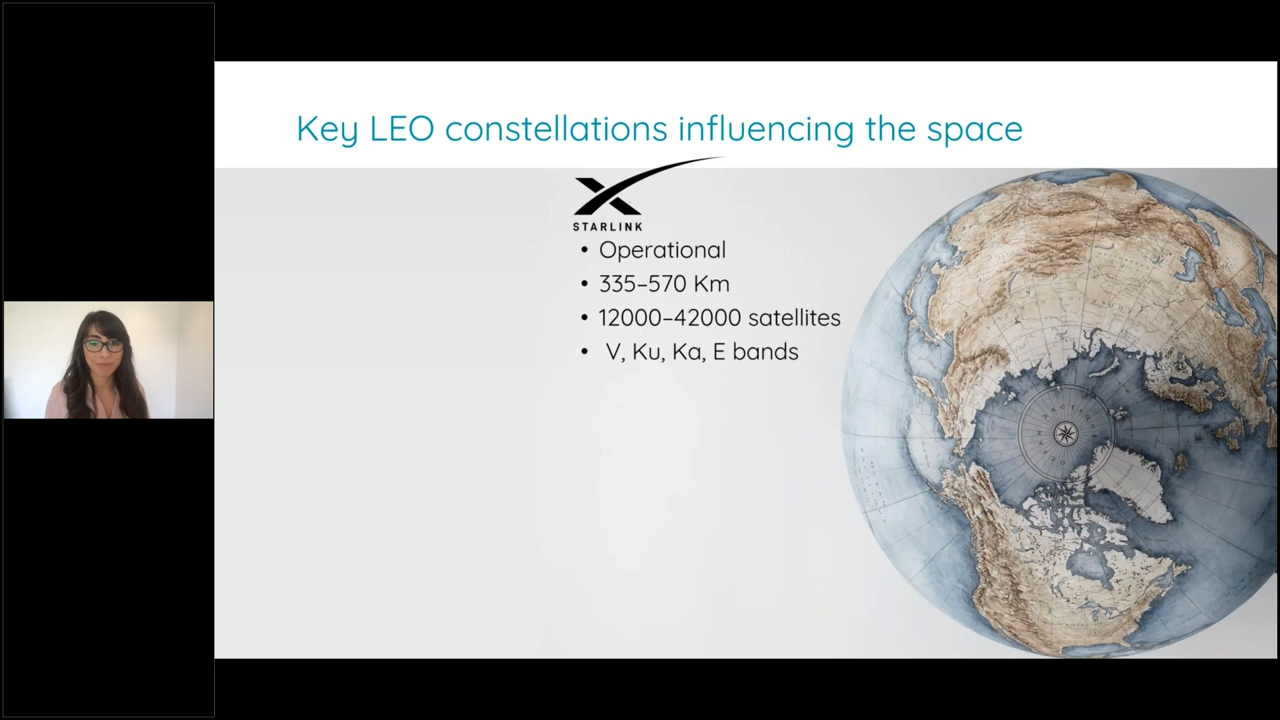 Key LEO constellations influencing the space
STARLINK
• Operational
• 335–570 Km
• 12000–42000 satellites
• V, Ku, Ka, E bands